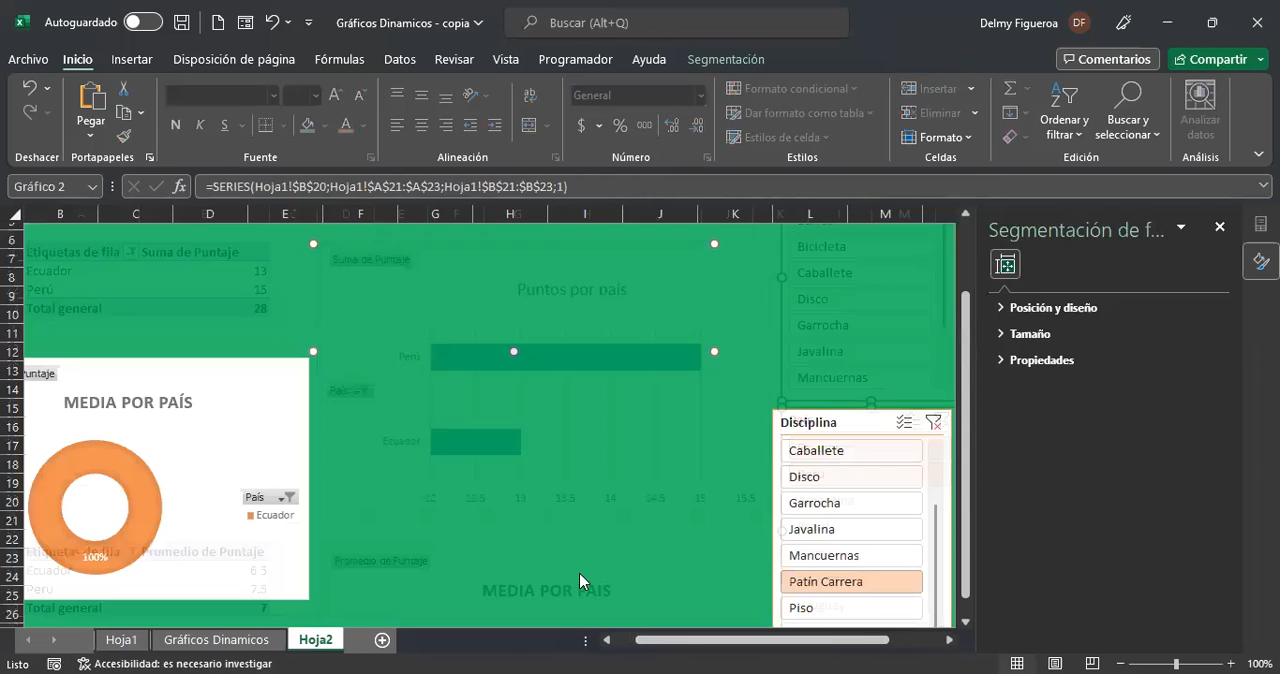 Autoguardado
Gráficos Dinamicos - copia
Buscar (Alt+Q)
Delmy Figueroa
DF
Archivo Inicio Insertar Disposición de página Fórmulas Datos Revisar Vista Programador Ayuda Segmentación
Comentarios
Compartir
Pegar
N K S
General
$ % 000
Formato condicional
Dar formato como tabla
Estilos de celda
Insertar
Eliminar
Formato
Ordenar y filtrar
Buscar y seleccionar
Analizar datos
Deshacer Portapapeles Fuente Alineación Número Estilos Celdas Edición Análisis
Gráfico 2
fx
=SERIES(Hoja1!$B$20;Hoja1!$A$21:$A$23;Hoja1!$B$21:$B$23;1)
Etiquetas de fila Suma de Puntaje
Ecuador 13
Perú 15
Total general 28
Suma de Puntaje
Puntos por país
Perú
País
Ecuador
12 12.5 13 13.5 14 14.5 15 15.5
Promedio de Puntaje
MEDIA POR PAÍS
untaje
MEDIA POR PAÍS
País
Ecuador
100%
Etiquetas de fila Promedio de Puntaje
Ecuador 6.5
Perú 7.5
Total general 7
Bicicleta
Caballete
Disco
Garrocha
Javalina
Mancuernas
Disciplina
Caballete
Disco
Garrocha
Javalina
Mancuernas
Patín Carrera
Piso
Segmentación de f...
Posición y diseño
Tamaño
Propiedades
Hoja1 Gráficos Dinamicos Hoja2
Listo
Accesibilidad: es necesario investigar
100%